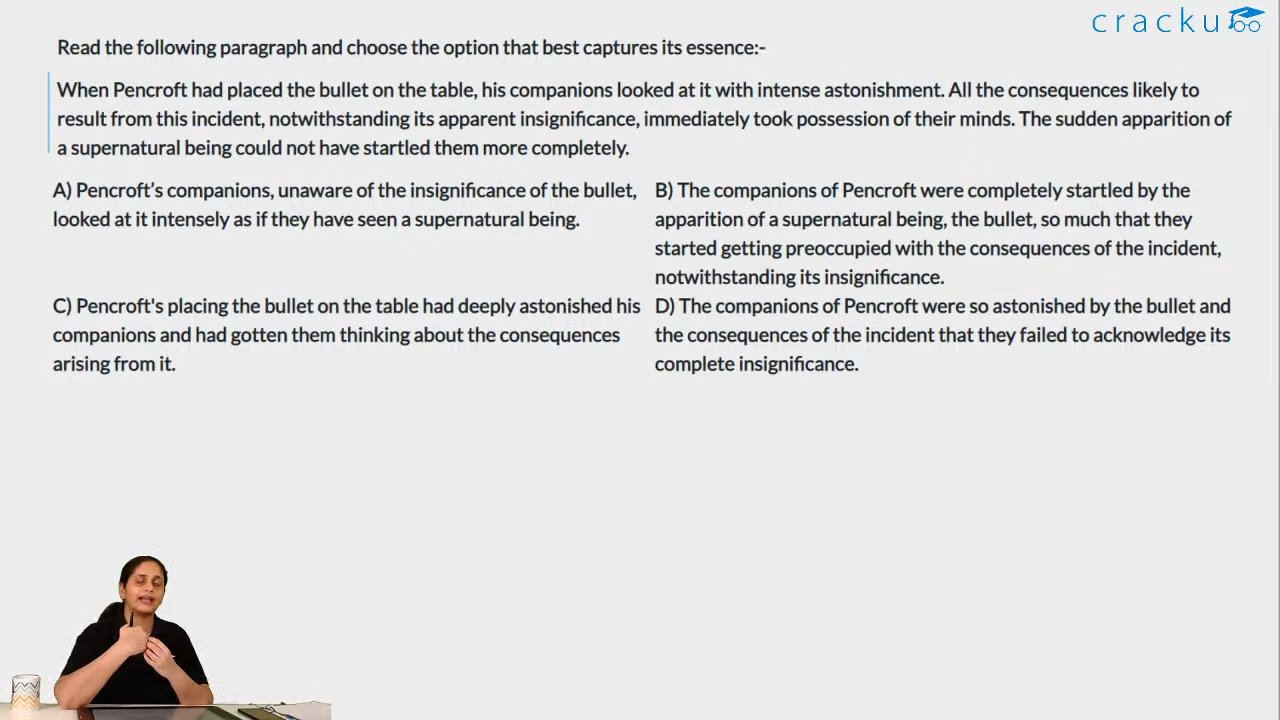 cracku
Read the following paragraph and choose the option that best captures its essence:-
When Pencroft had placed the bullet on the table, his companions looked at it with intense astonishment. All the consequences likely to
result from this incident, notwithstanding its apparent insignificance, immediately took possession of their minds. The sudden apparition of
a supernatural being could not have startled them more completely.
A) Pencroft’s companions, unaware of the insignificance of the bullet,
looked at it intensely as if they have seen a supernatural being.
B) The companions of Pencroft were completely startled by the
apparition of a supernatural being, the bullet, so much that they
started getting preoccupied with the consequences of the incident,
notwithstanding its insignificance.
C) Pencroft's placing the bullet on the table had deeply astonished his
companions and had gotten them thinking about the consequences
arising from it.
D) The companions of Pencroft were so astonished by the bullet and
the consequences of the incident that they failed to acknowledge its
complete insignificance.